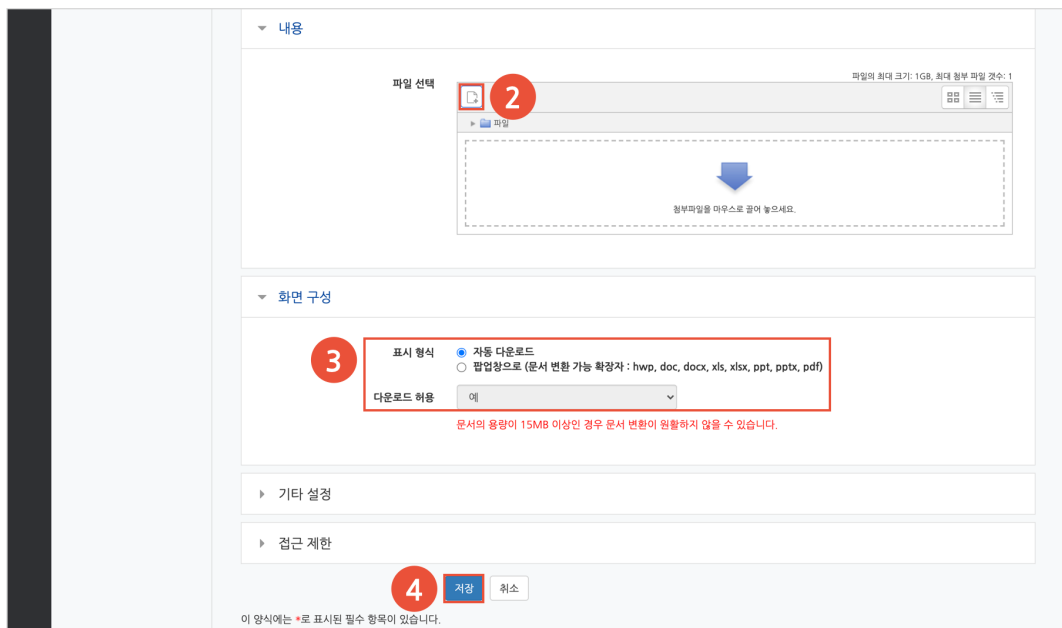 내용
파일의 최대 크기: 1GB, 최대 첨부 파일 갯수: 1
파일 선택
2
파일
첨부파일을 마우스로 끌어 놓으세요.
화면 구성
3
표시 형식
자동 다운로드
팝업창으로 (문서 변환 가능 확장자 : hwp, doc, docx, xls, xlsx, ppt, pptx, pdf)
다운로드 허용
예
문서의 용량이 15MB 이상인 경우 문서 변환이 원활하지 않을 수 있습니다.
기타 설정
접근 제한
4
저장
취소
이 양식에는 *로 표시된 필수 항목이 있습니다.